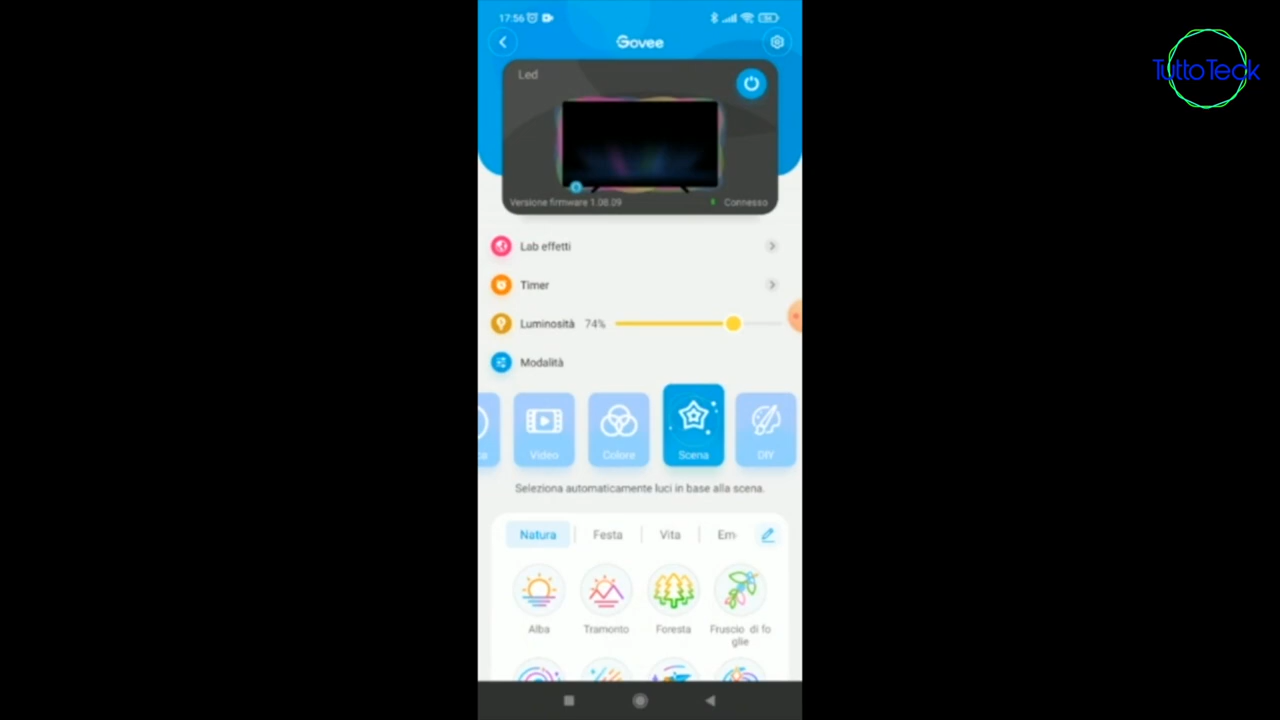 17:56
Govee
TuttoTeck
Led
Versione firmware 1.08.09
Connesso
Lab effetti
Timer
Luminosità 74%
Modalità
ca
Video
Colore
Scena
DIY
Seleziona automaticamente luci in base alla scena.
Natura
Festa
Vita
Em
Alba
Tramonto
Foresta
Fruscio di fo
glie